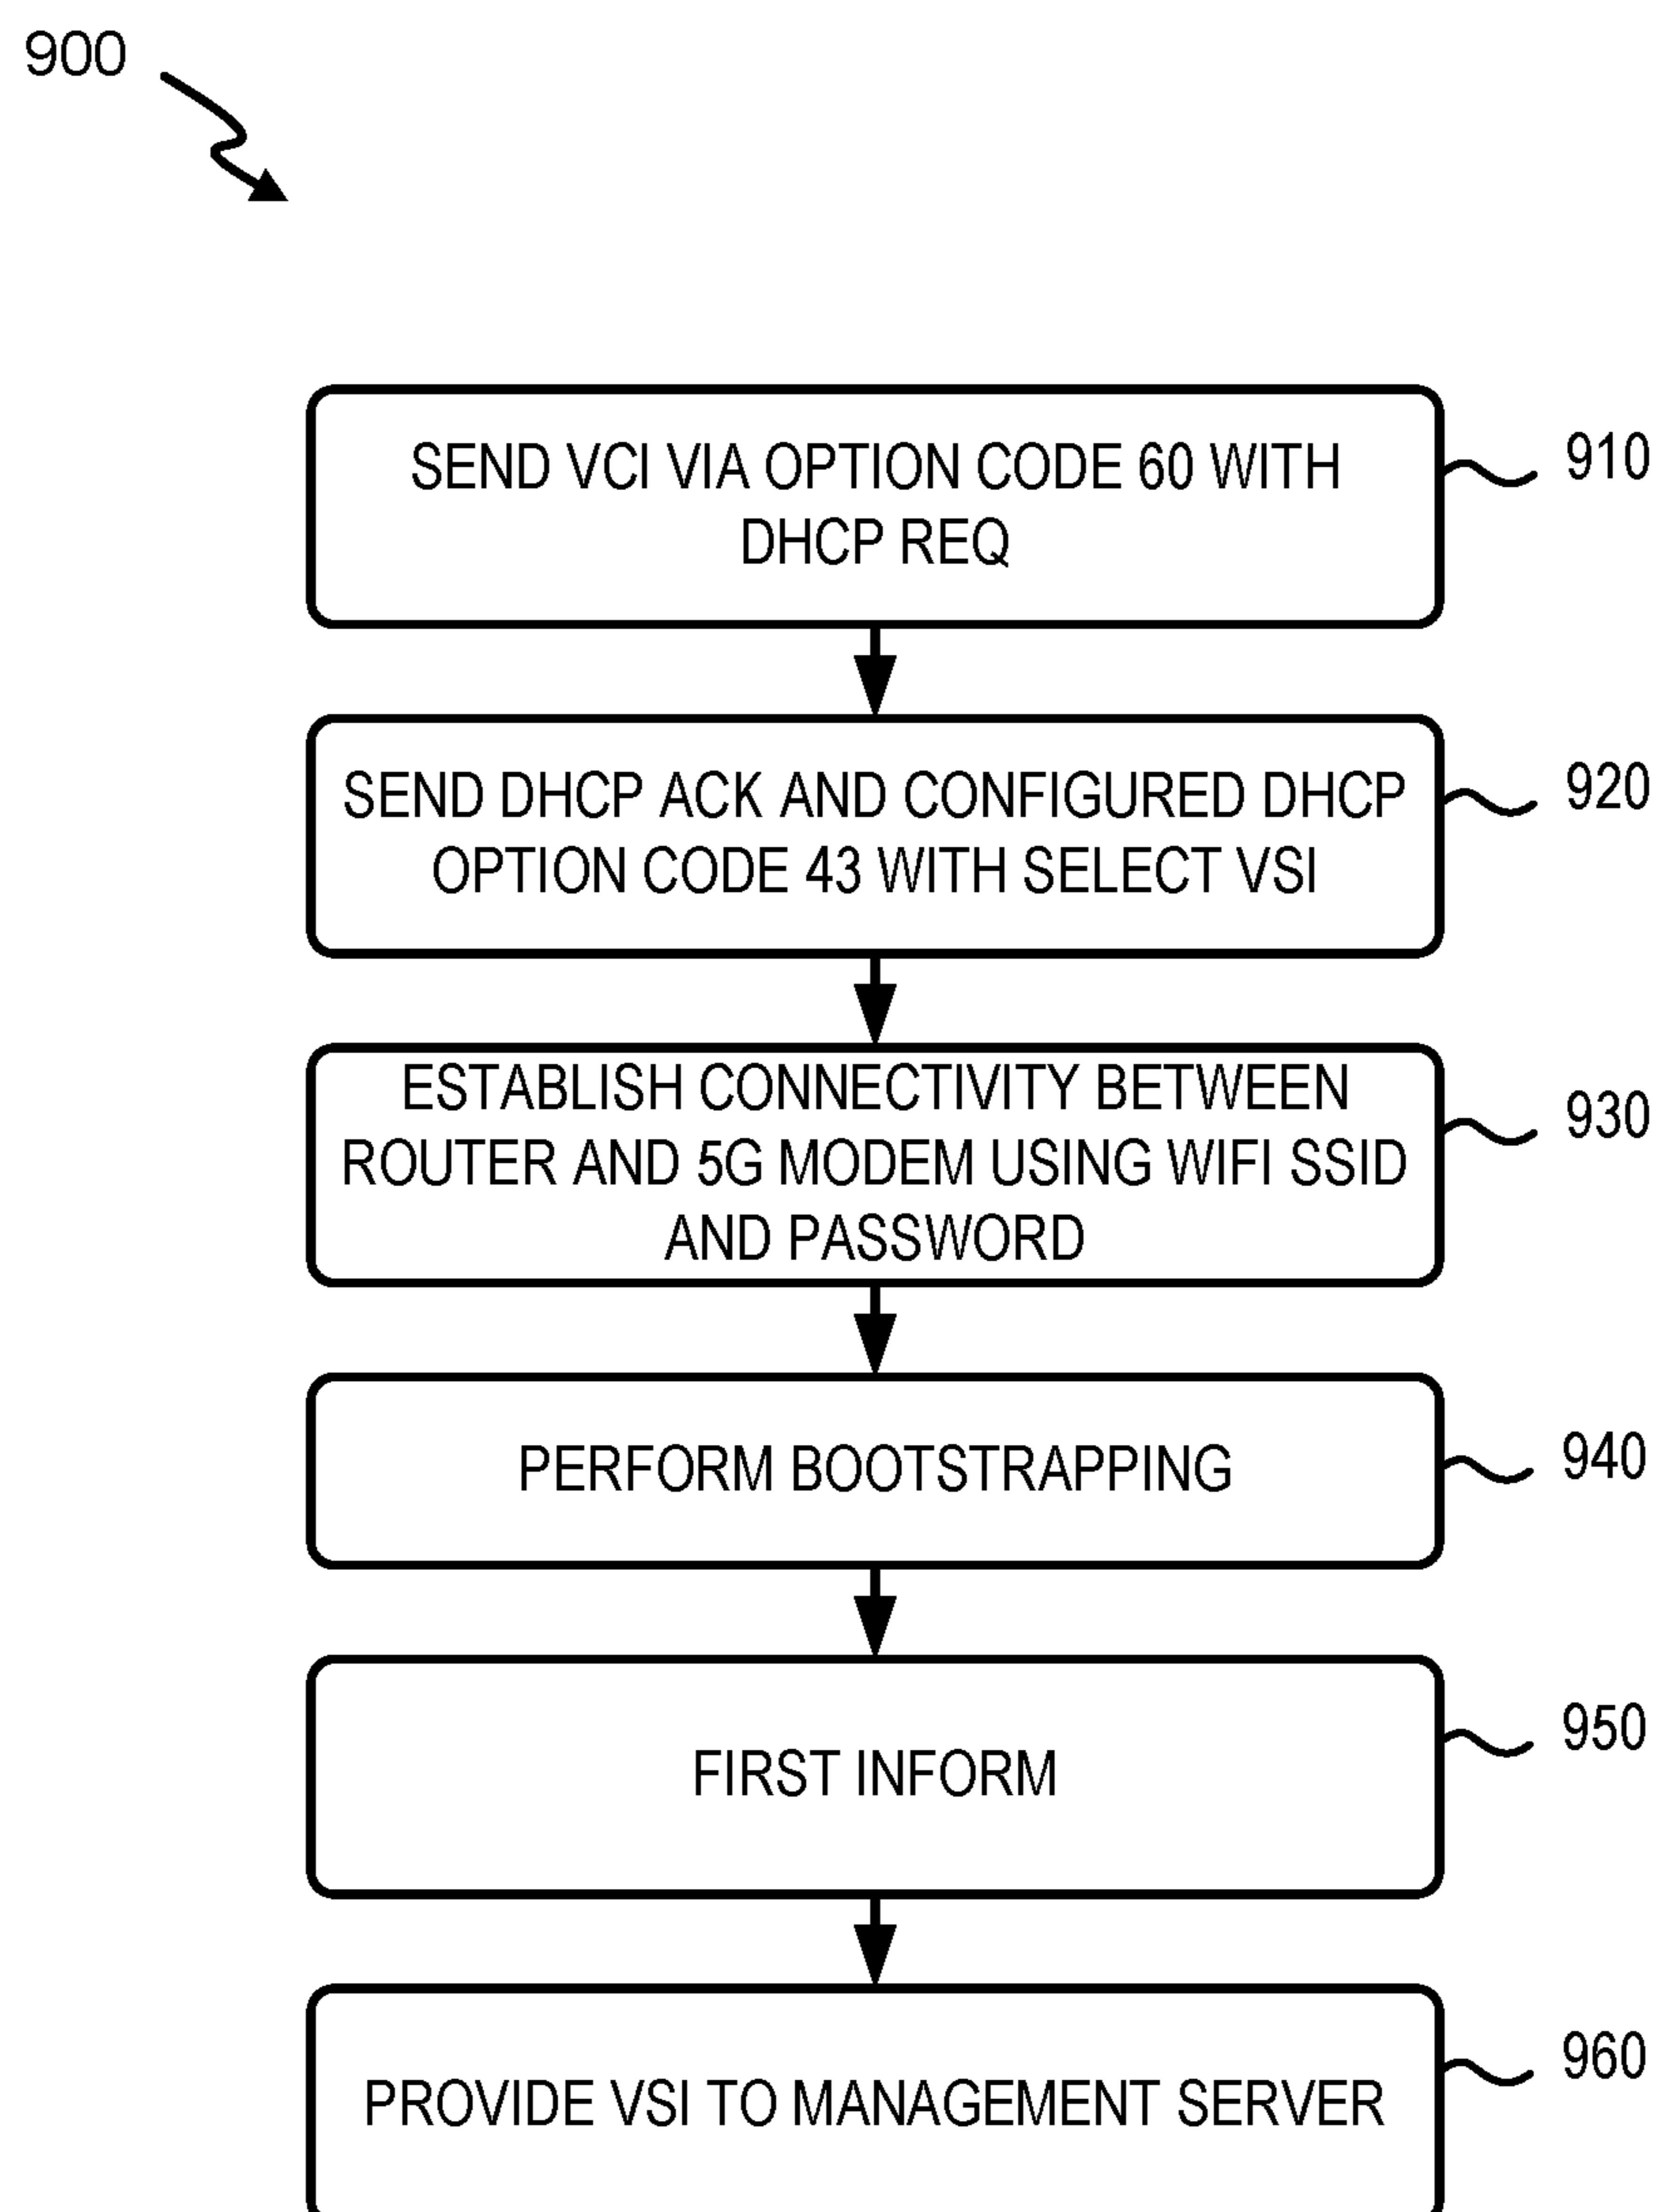 900
SEND VCI VIA OPTION CODE 60 WITH
DHCP REQ
910
SEND DHCP ACK AND CONFIGURED DHCP
OPTION CODE 43 WITH SELECT VSI
920
ESTABLISH CONNECTIVITY BETWEEN
ROUTER AND 5G MODEM USING WIFI SSID
AND PASSWORD
930
PERFORM BOOTSTRAPPING
940
FIRST INFORM
950
PROVIDE VSI TO MANAGEMENT SERVER
960